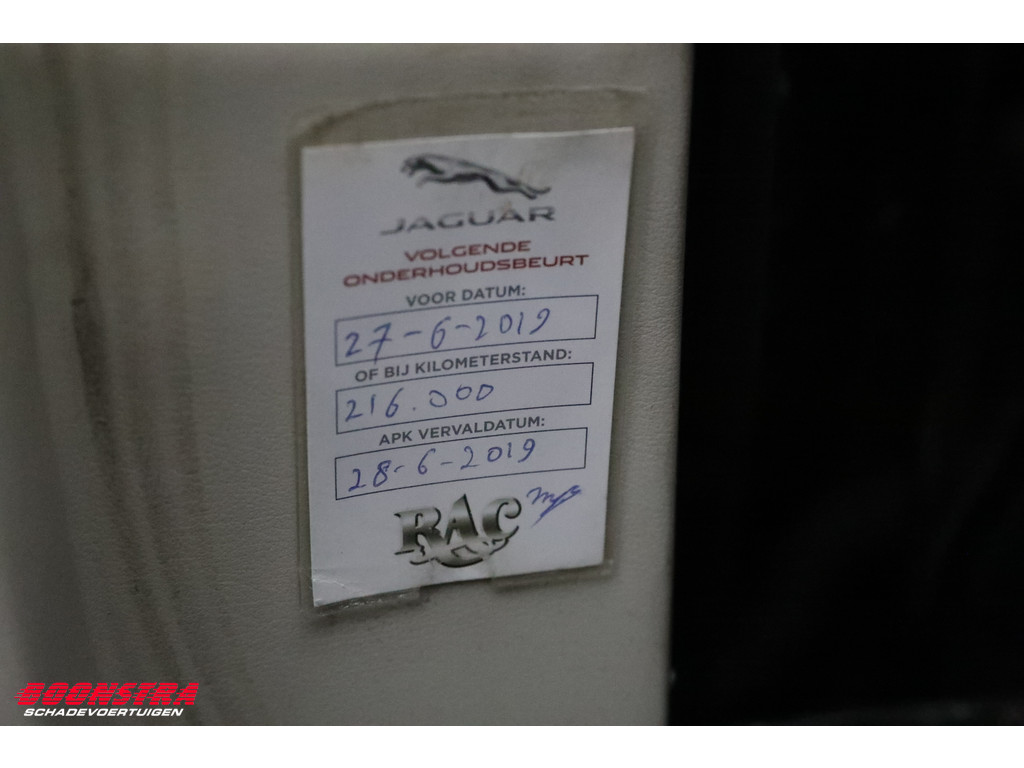 JAGUAR
VOLGENDE
ONDERHOUDSBEURT
VOOR DATUM:
27-6-2019
OF BIJ KILOMETERSTAND:
216.000
APK VERVALDATUM:
28-6-2019
RAC
BOONSTRA
SCHADEVOERTUIGEN